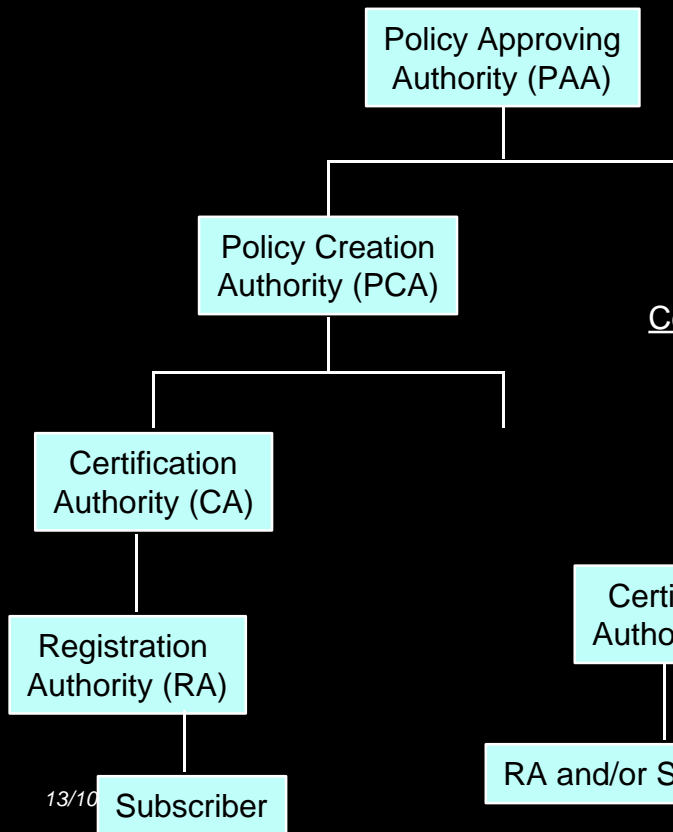 Policy Approving
Authority (PAA)
Policy Creation
Authority (PCA)
Certification
Authority (CA)
Registration
Authority (RA)
RA and/or
13/10
Subscriber